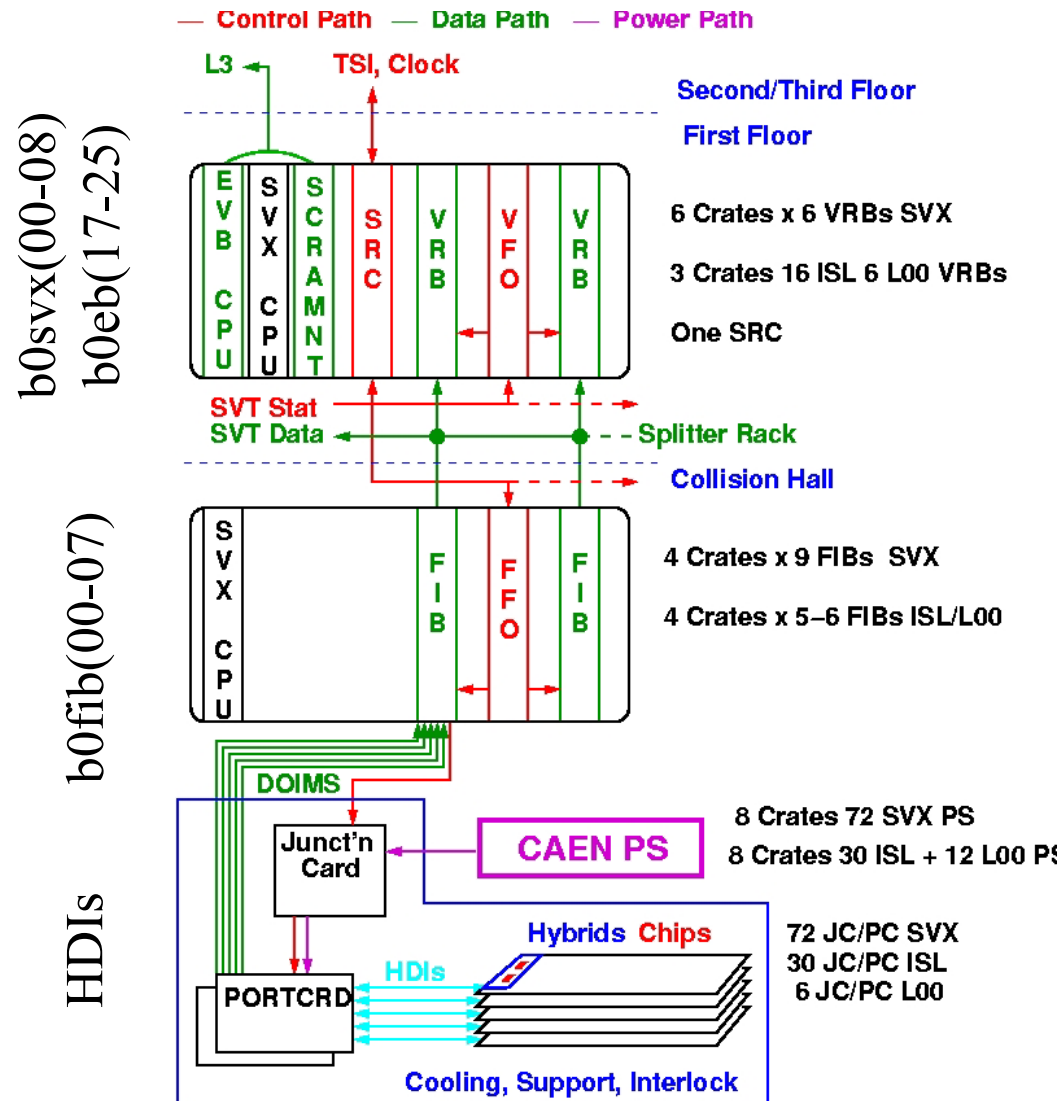 Control Path — Data Path — Power Path
L3
TSI, Clock
Second/Third Floor
First Floor
b0svx(00-08)
b0eb(17-25)
EVB CPU
SVX CPU
SCRAMNT
SRC
VRB
VFO
VRB
6 Crates x 6 VRBs SVX
3 Crates 16 ISL 6 L00 VRBs
One SRC
SVT Stat
SVT Data
Splitter Rack
Collision Hall
b0fib(00-07)
SVX CPU
FIB
FFO
FIB
4 Crates x 9 FIBs SVX
4 Crates x 5–6 FIBs ISL/L00
DOIMS
HDIs
Junct'n
Card
CAEN PS
8 Crates 72 SVX PS
8 Crates 30 ISL + 12 L00 PS
Hybrids Chips
72 JC/PC SVX
30 JC/PC ISL
6 JC/PC L00
HDIs
PORTCRD
Cooling, Support, Interlock